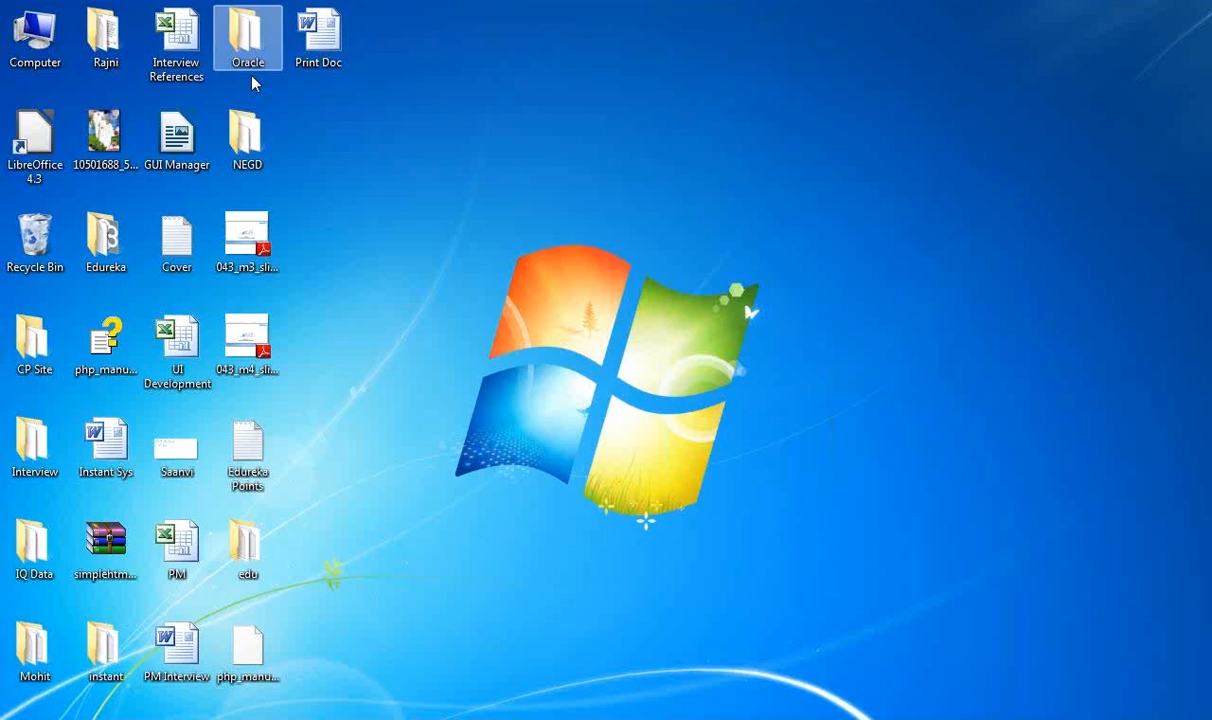 Computer
Rajni
Interview
References
Oracle
Print Doc
LibreOffice
4.3
10501688_5...
GUI Manager
NEGD
Recycle Bin
Edureka
Cover
043_m3_sli...
CP Site
php_manu...
UI
Development
043_m4_sli...
Interview
Instant Sys
Saanvi
Edureka
Points
IQ Data
simplehtm...
PM
edu
Mohit
instant
PM Interview
php_manu...